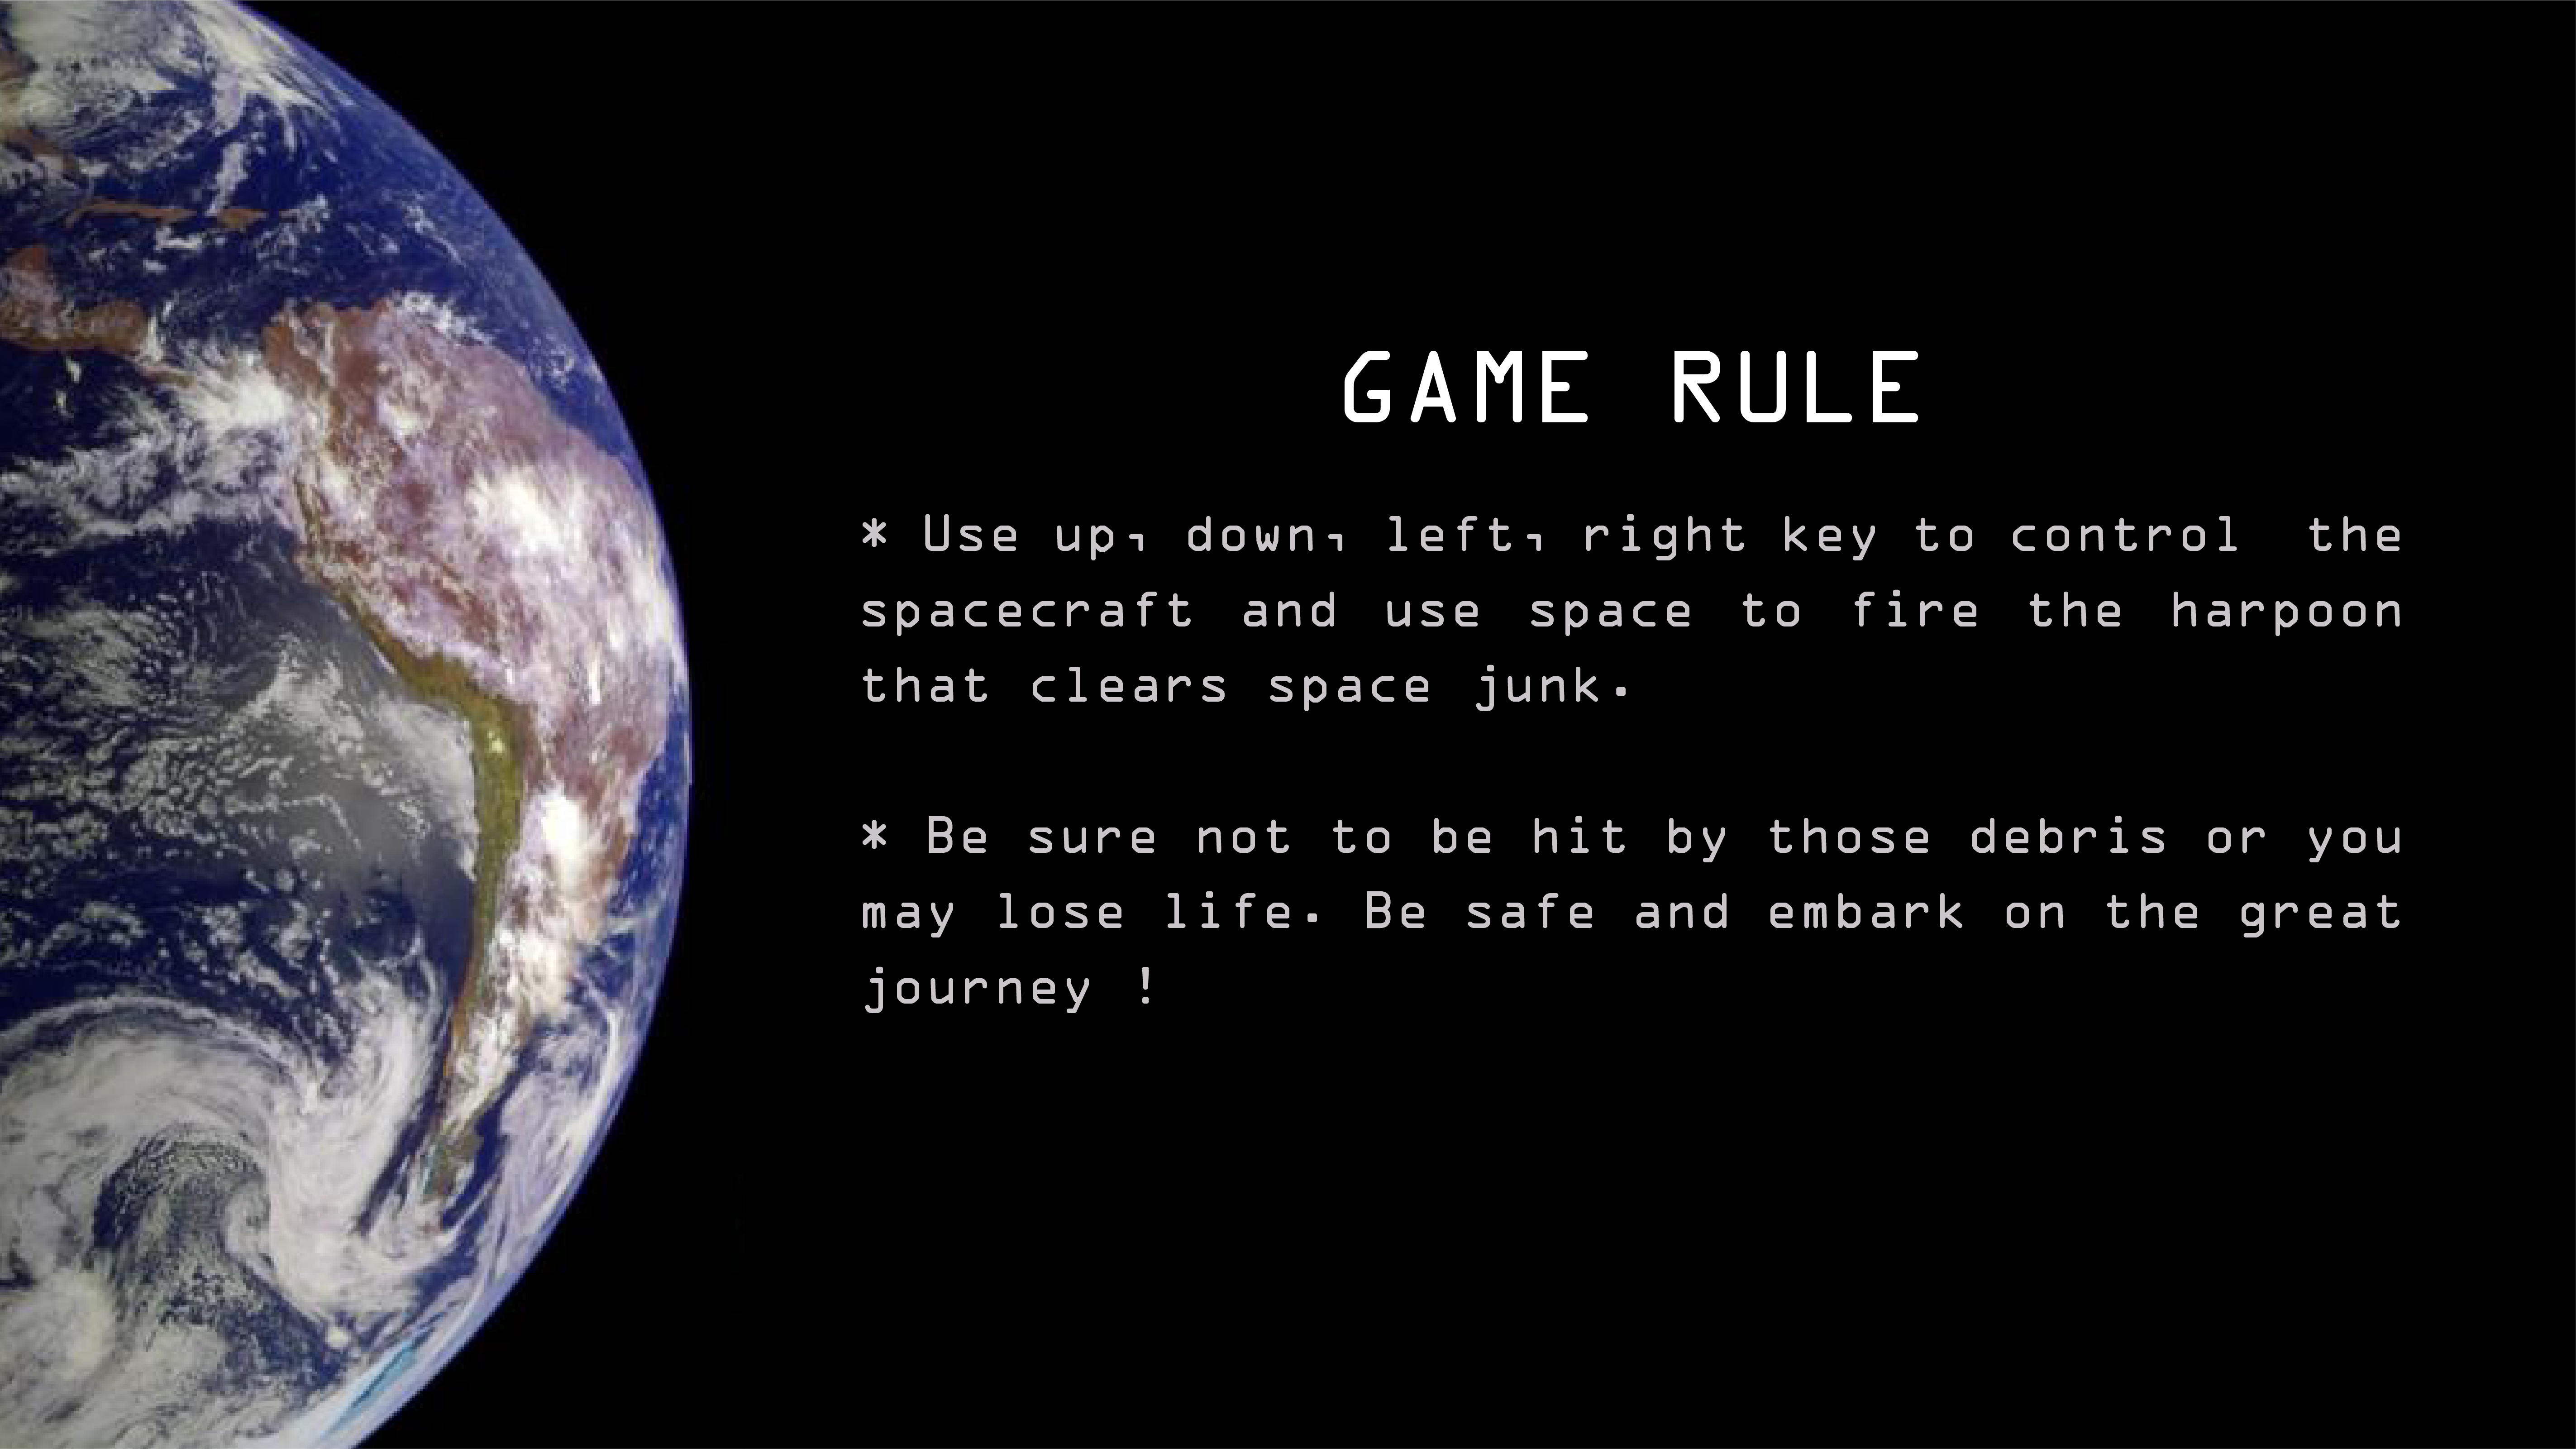 GAME RULE
* Use up, down, left, right key to control the
spacecraft and use space to fire the harpoon
that clears space junk.
* Be sure not to be hit by those debris or you
may lose life. Be safe and embark on the great
journey !